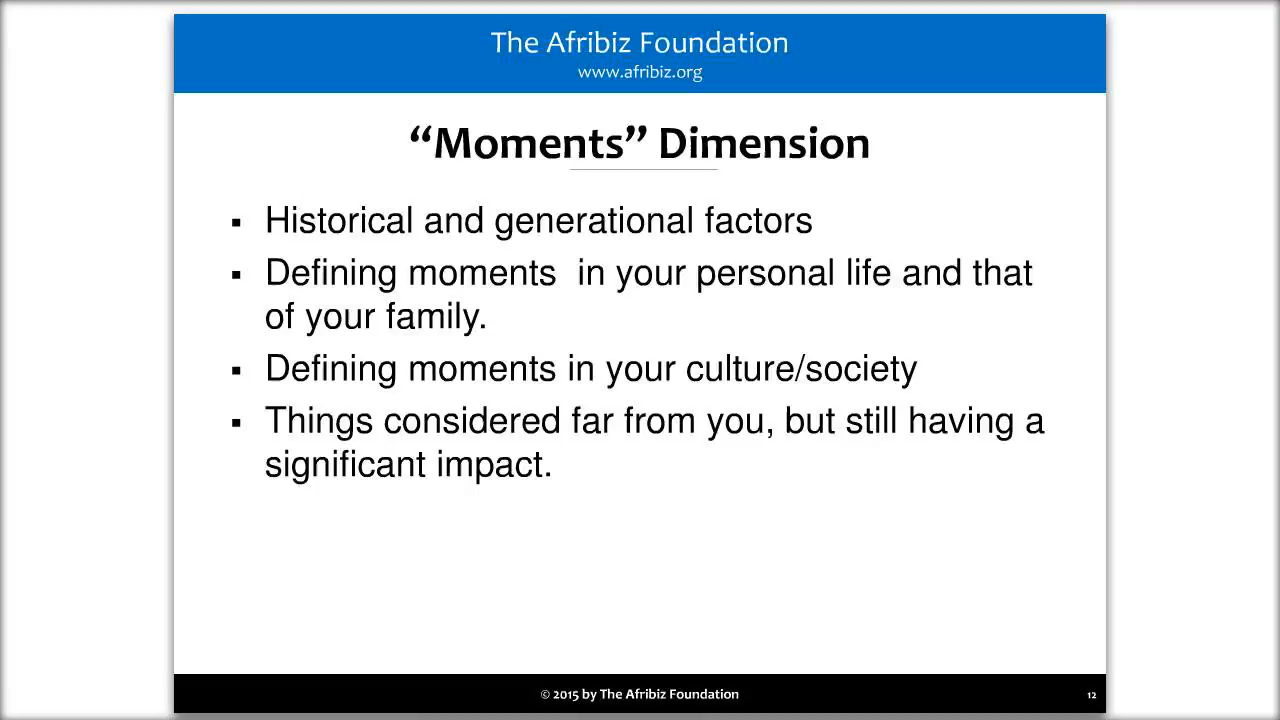 The Afribiz Foundation
www.afribiz.org
“Moments” Dimension
▪ Historical and generational factors
▪ Defining moments  in your personal life and that
of your family.
▪ Defining moments in your culture/society
▪ Things considered far from you, but still having a
significant impact.
© 2015 by The Afribiz Foundation
12